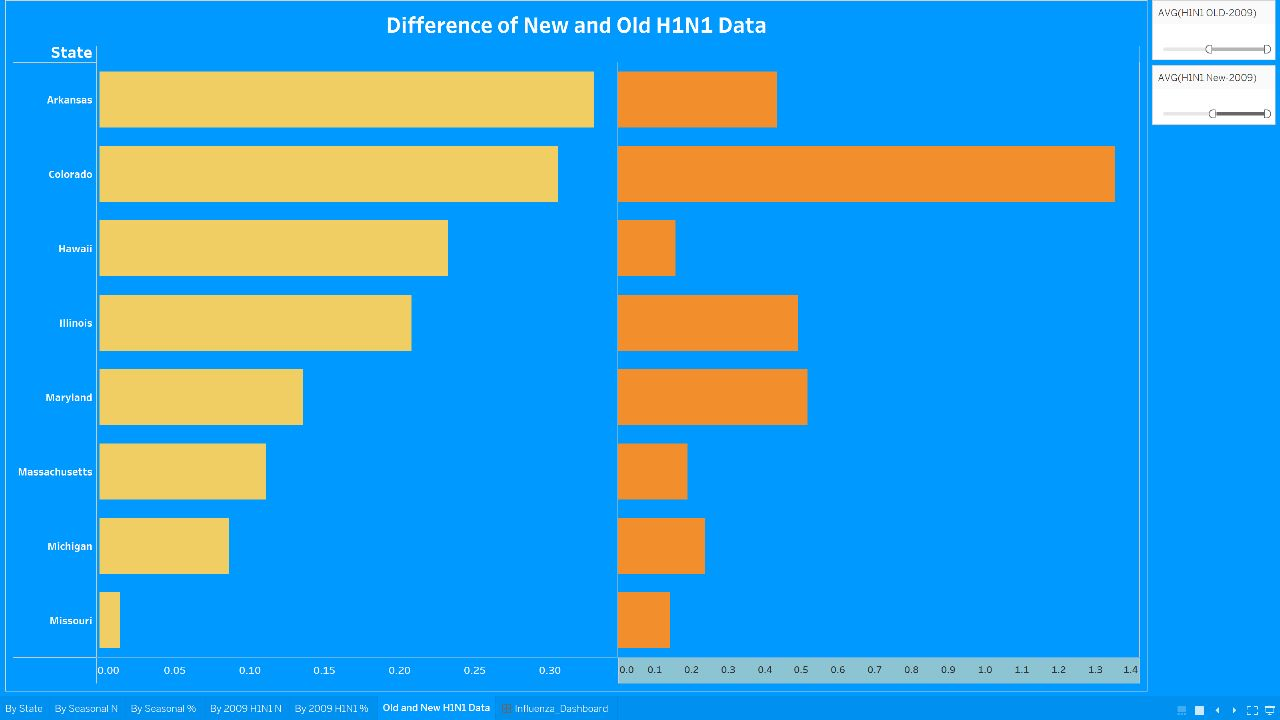 Difference of New and Old H1N1 Data
AVG(H1N1 OLD-2009)
State
AVG(H1N1 New-2009)
Arkansas
Colorado
Hawaii
Illinois
Maryland
Massachusetts
Michigan
Missouri
0.00 0.05 0.10 0.15 0.20 0.25 0.30 0.0 0.1 0.2 0.3 0.4 0.5 0.6 0.7 0.8 0.9 1.0 1.1 1.2 1.3 1.4
By State By Seasonal N By Seasonal % By 2009 H1N1 N By 2009 H1N1 % Old and New H1N1 Data Influenza_Dashboard